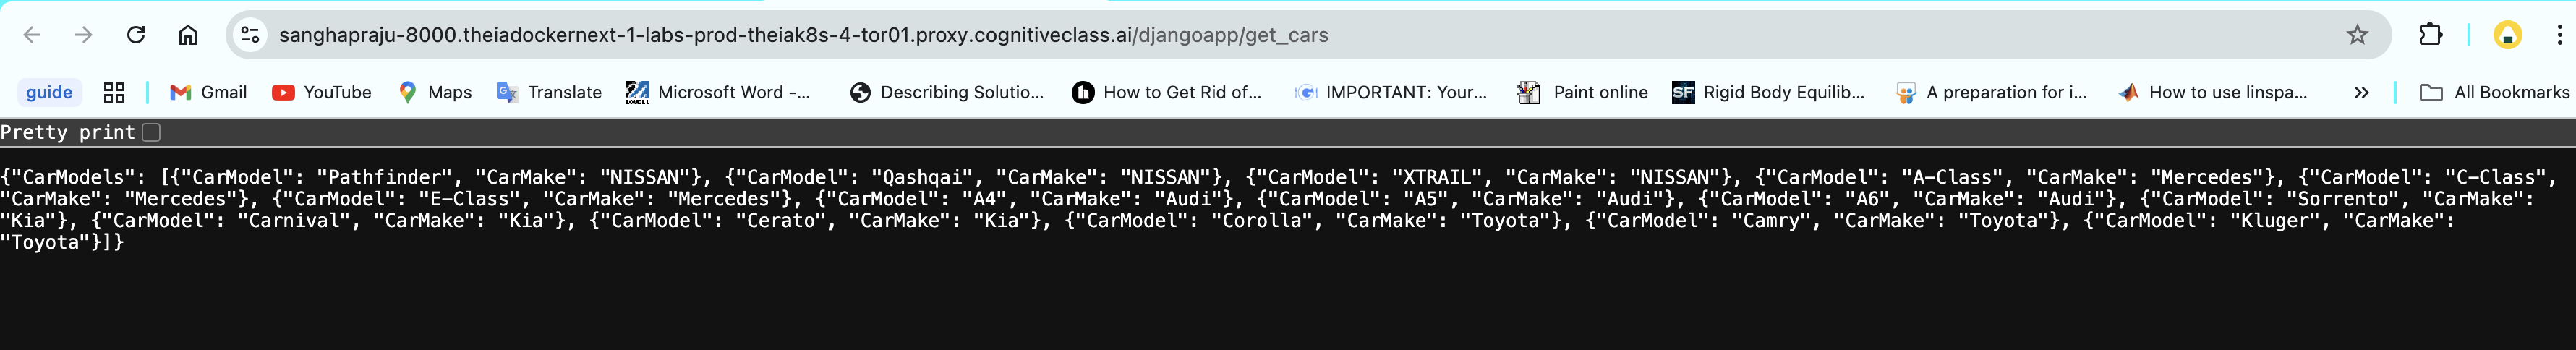 sanghapraju-8000.theiadockernext-1-labs-prod-theiak8s-4-tor01.proxy.cognitiveclass.ai/djangoapp/get_cars
guide Gmail YouTube Maps Translate LOWELL Microsoft Word -... Describing Solutio... h How to Get Rid of... G IMPORTANT: Your... Paint online SF Rigid Body Equilib... A preparation for i... How to use linspa... » All Bookmarks
Pretty print
{"CarModels": [{"CarModel": "Pathfinder", "CarMake": "NISSAN"}, {"CarModel": "Qashqai", "CarMake": "NISSAN"}, {"CarModel": "XTRAIL", "CarMake": "NISSAN"}, {"CarModel": "A-Class", "CarMake": "Mercedes"}, {"CarModel": "C-Class",
"CarMake": "Mercedes"}, {"CarModel": "E-Class", "CarMake": "Mercedes"}, {"CarModel": "A4", "CarMake": "Audi"}, {"CarModel": "A5", "CarMake": "Audi"}, {"CarModel": "A6", "CarMake": "Audi"}, {"CarModel": "Sorrento", "CarMake":
"Kia"}, {"CarModel": "Carnival", "CarMake": "Kia"}, {"CarModel": "Cerato", "CarMake": "Kia"}, {"CarModel": "Corolla", "CarMake": "Toyota"}, {"CarModel": "Camry", "CarMake": "Toyota"}, {"CarModel": "Kluger", "CarMake":
"Toyota"}]}